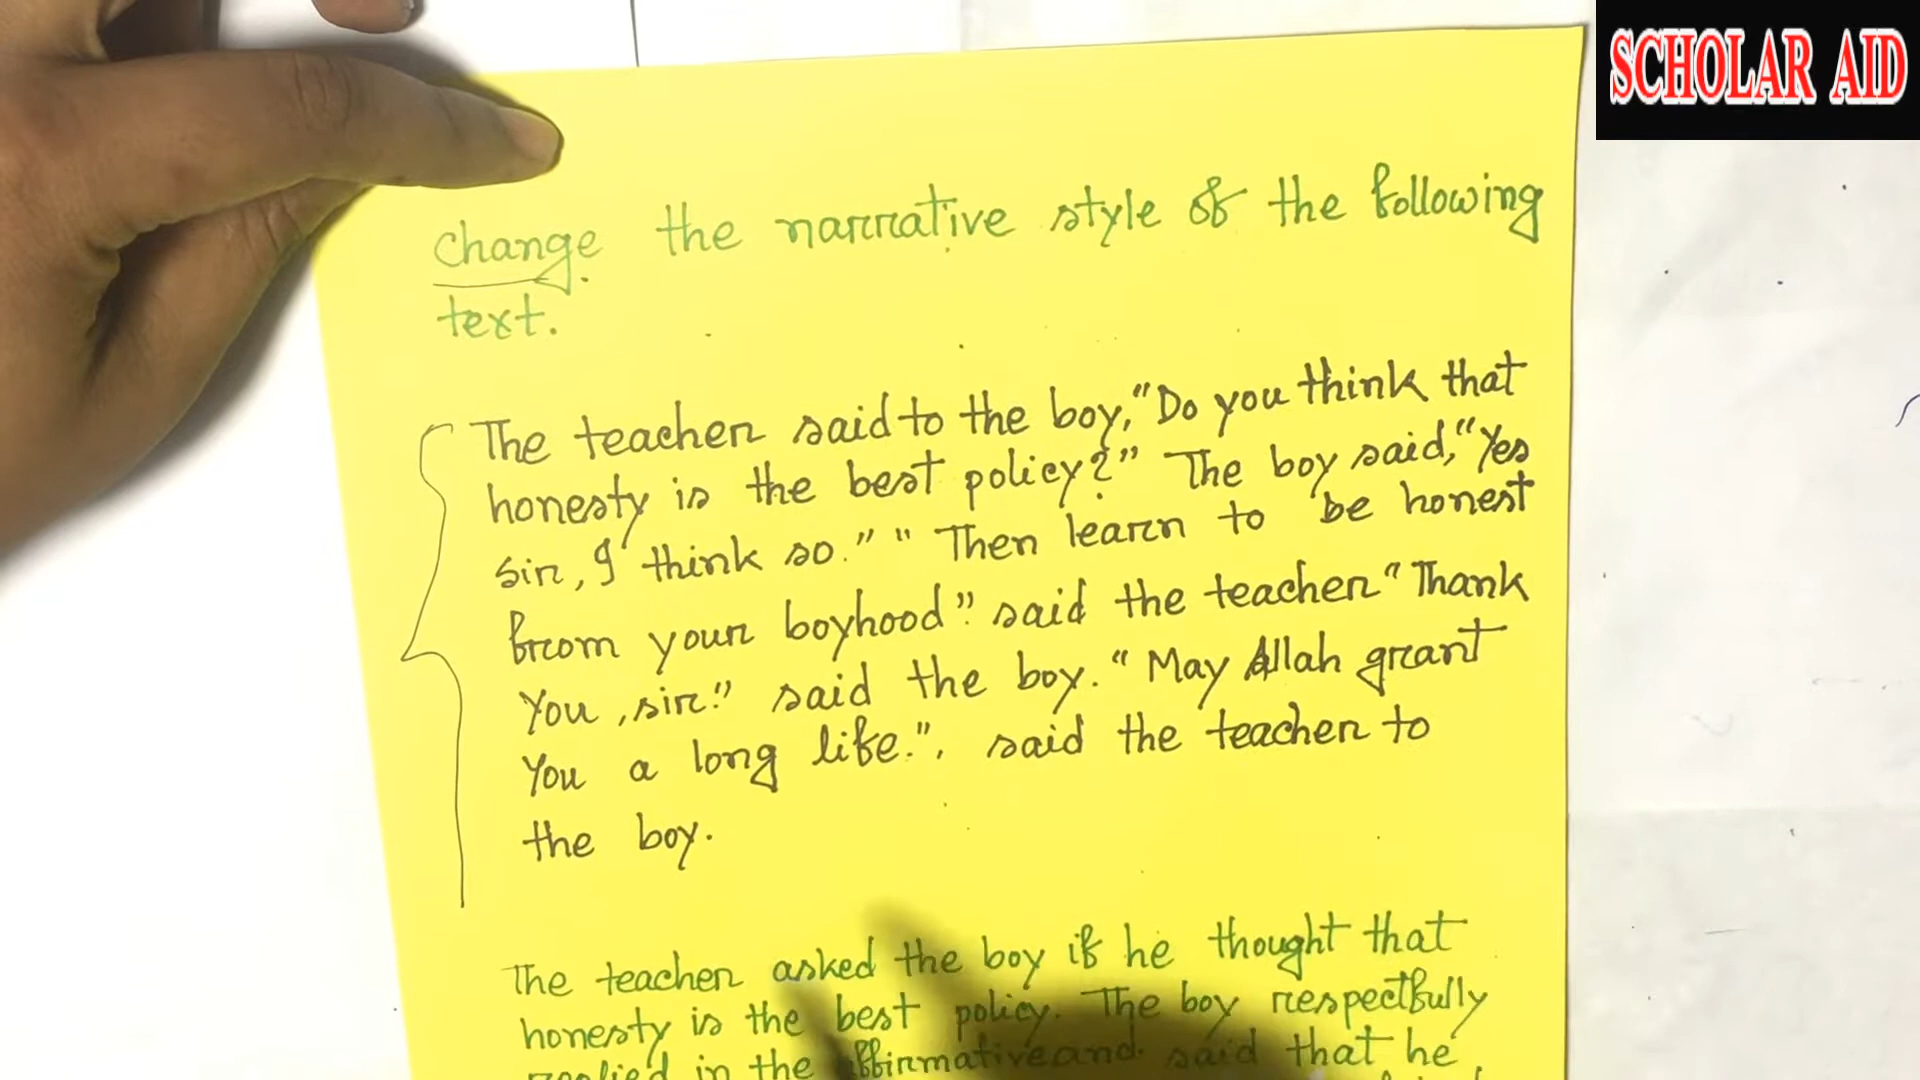 SCHOLAR AID
Change the narrative style of the following
text.
The teacher said to the boy, "Do you think that
honesty is the best policy?" The boy said, "Yes
sir, I think so." "Then learn to be honest
from your boyhood". said the teacher "Thank
You, sir." said the boy. "May Allah grant
You a long life.", said the teacher to
the boy.
The teacher asked the boy if he thought that
honesty is the best policy. The boy respectfully
replied in the affirmative and said that he